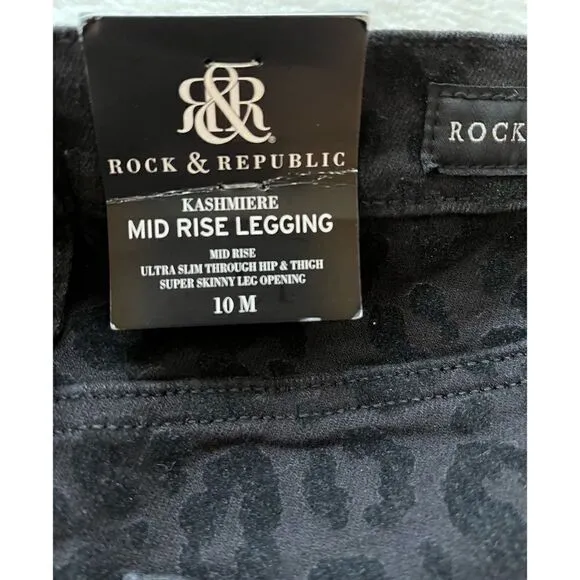 R&R
ROCK & REPUBLIC
KASHMIERE
MID RISE LEGGING
MID RISE
ULTRA SLIM THROUGH HIP & THIGH
SUPER SKINNY LEG OPENING
10 M
ROCK